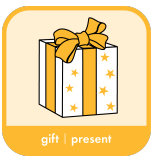 gift | present